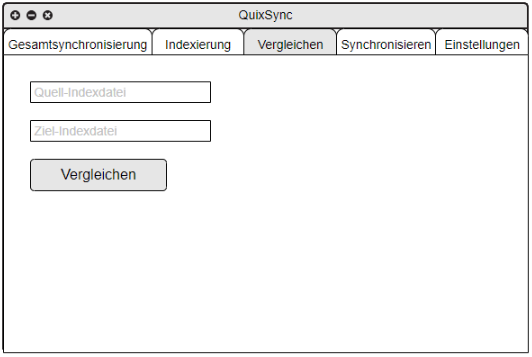 QuixSync
Gesamtsynchronisierung Indexierung Vergleichen Synchronisieren Einstellungen
Quell-Indexdatei
Ziel-Indexdatei
Vergleichen